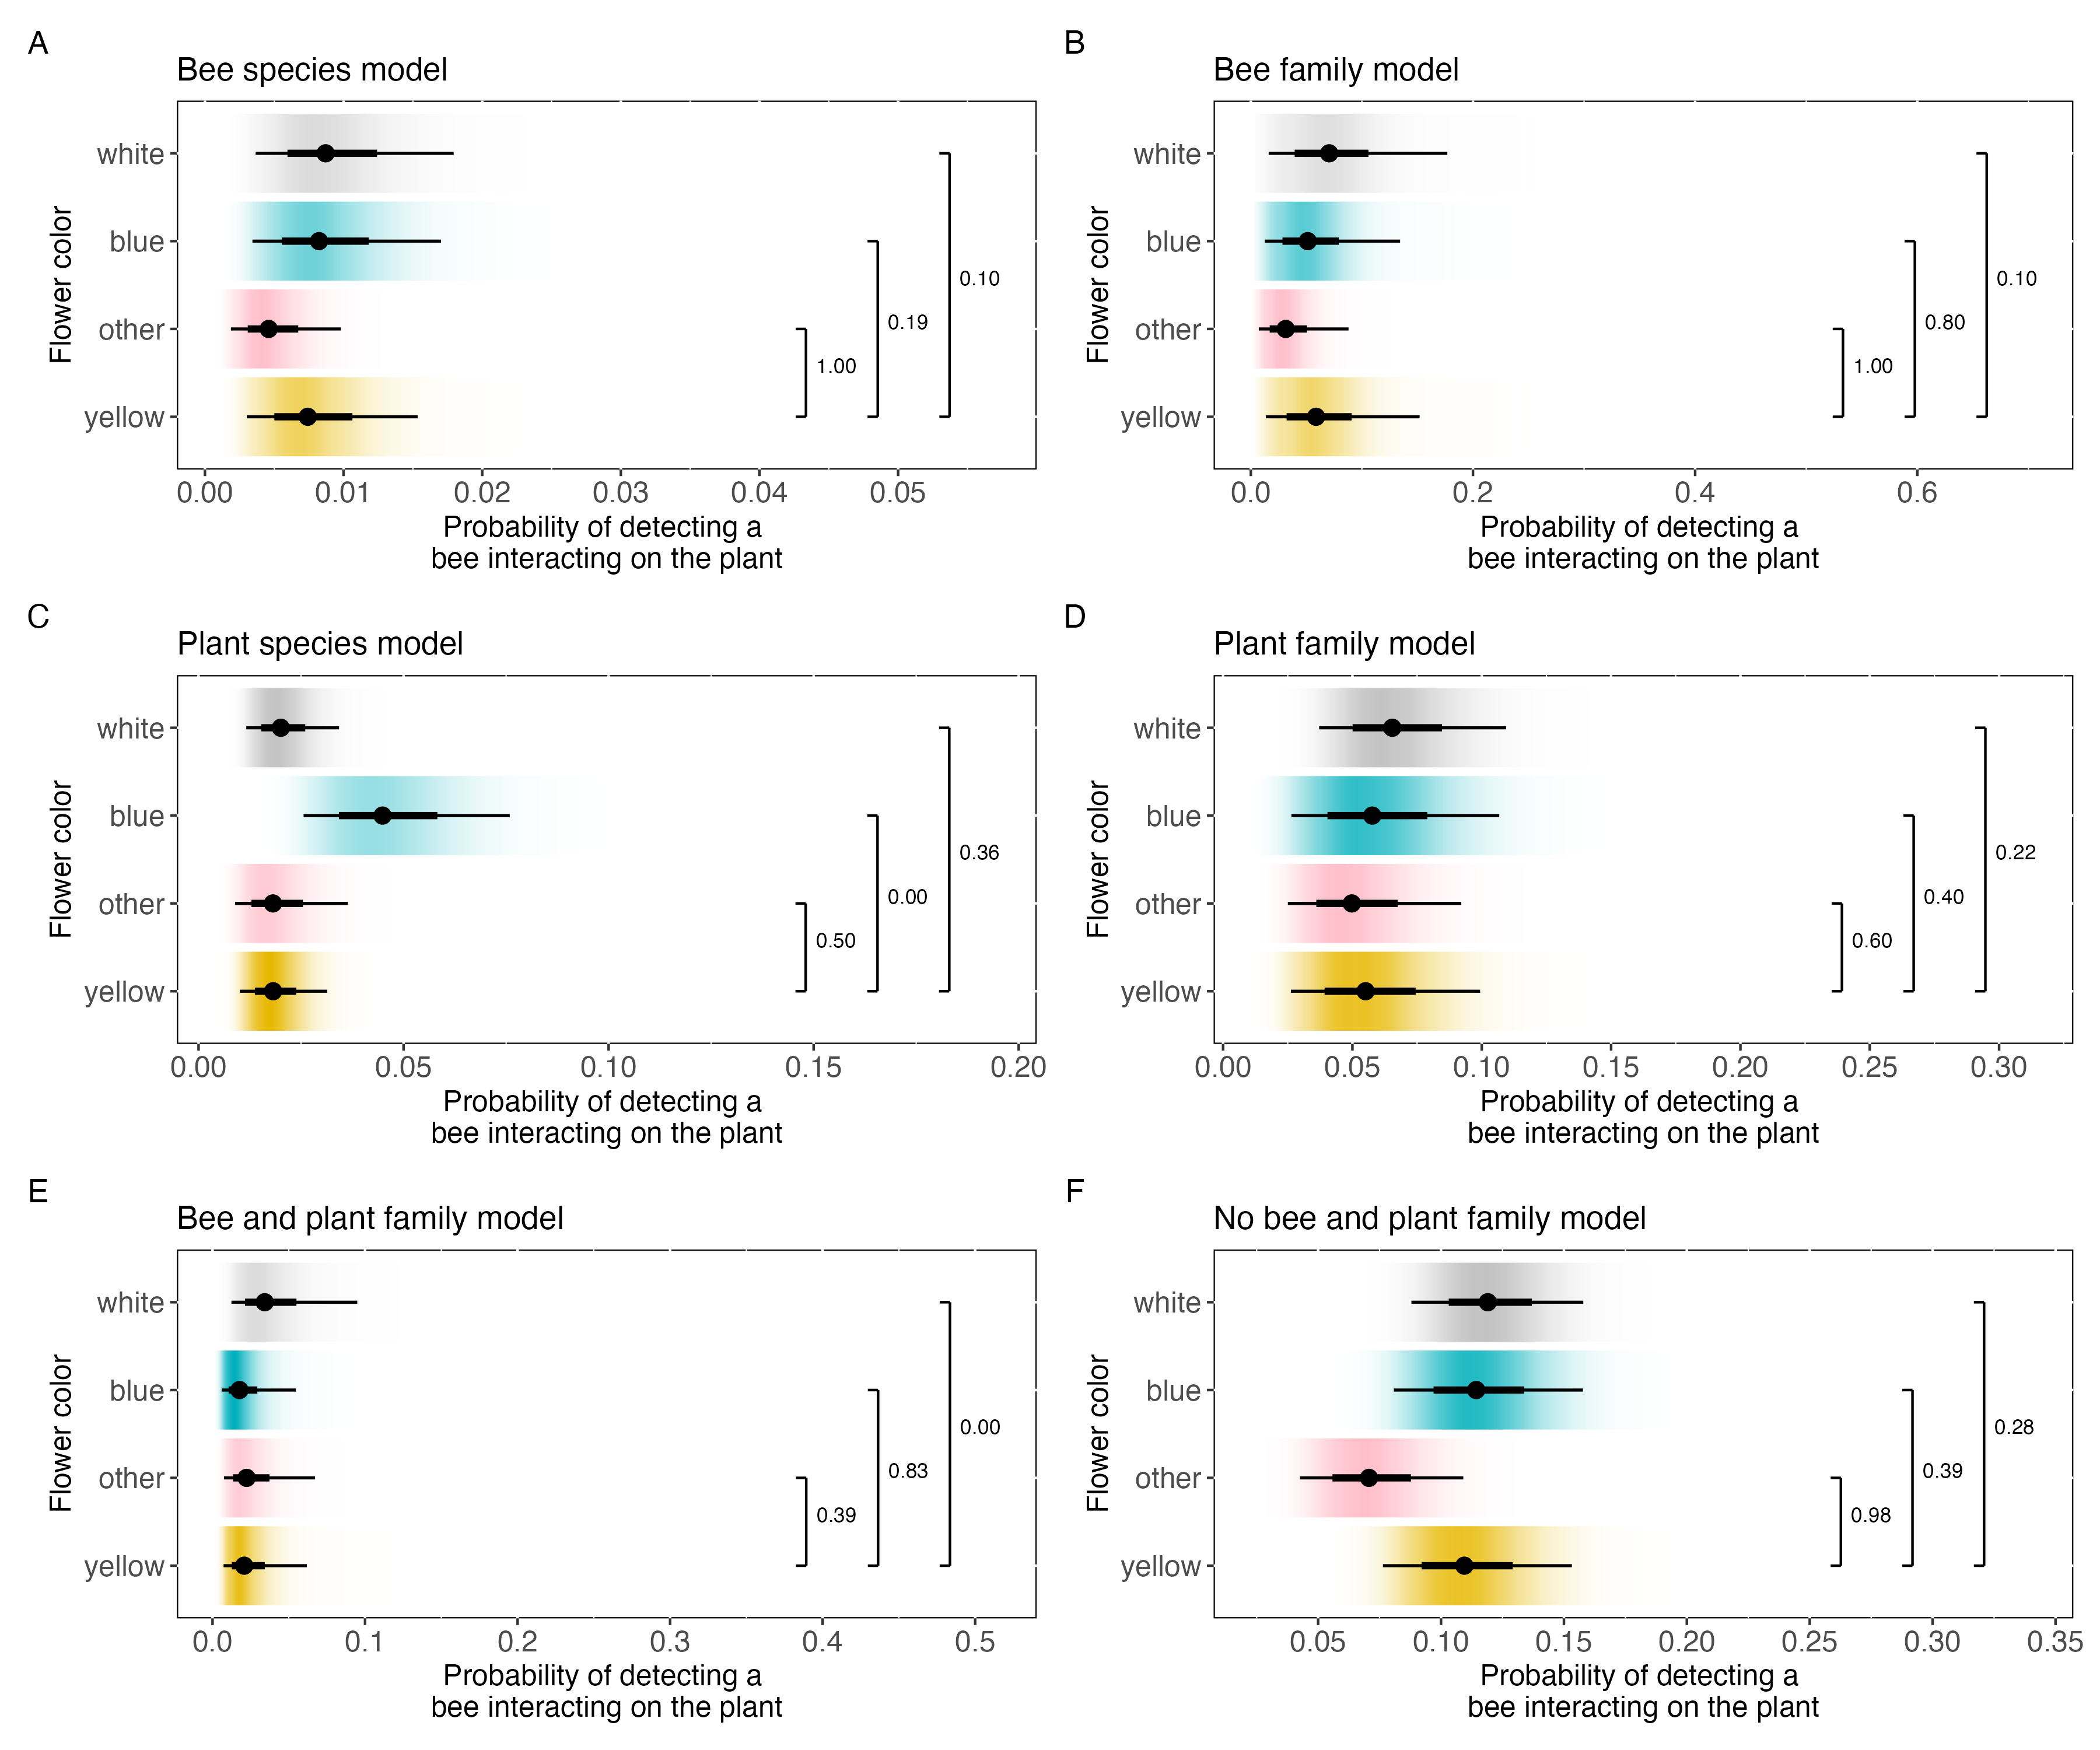 A
Bee species model
Flower color
white
blue
other
yellow
0.10
0.19
1.00
0.00 0.01 0.02 0.03 0.04 0.05
Probability of detecting a
bee interacting on the plant
B
Bee family model
Flower color
white
blue
other
yellow
0.10
0.80
1.00
0.0 0.2 0.4 0.6
Probability of detecting a
bee interacting on the plant
C
Plant species model
Flower color
white
blue
other
yellow
0.36
0.00
0.50
0.00 0.05 0.10 0.15 0.20
Probability of detecting a
bee interacting on the plant
D
Plant family model
Flower color
white
blue
other
yellow
0.22
0.40
0.60
0.00 0.05 0.10 0.15 0.20 0.25 0.30
Probability of detecting a
bee interacting on the plant
E
Bee and plant family model
Flower color
white
blue
other
yellow
0.00
0.83
0.39
0.0 0.1 0.2 0.3 0.4 0.5
Probability of detecting a
bee interacting on the plant
F
No bee and plant family model
Flower color
white
blue
other
yellow
0.28
0.39
0.98
0.05 0.10 0.15 0.20 0.25 0.30 0.35
Probability of detecting a
bee interacting on the plant